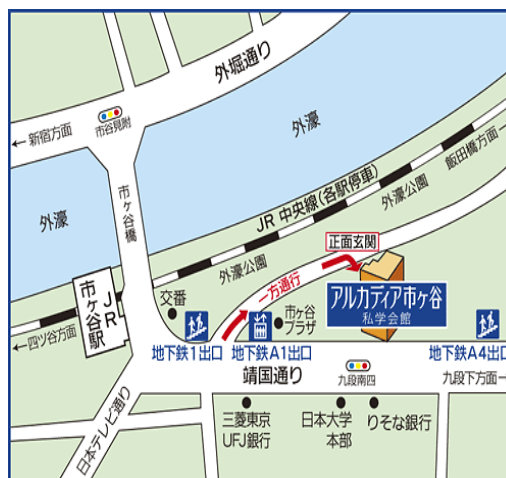 外堀通り
← 新宿方面
市谷見附
外濠
飯田橋方面 →
JR 中央線(各駅停車)
外濠公園
市ヶ谷橋
外濠
正面玄関
外濠公園
一方通行
アルカディア市ヶ谷
私学会館
JR
市ヶ谷駅
交番
市ヶ谷
プラザ
← 四ツ谷方面
地下鉄1出口
地下鉄A1出口
地下鉄A4出口
靖国通り
九段南四
九段下方面→
日本テレビ通り
三菱東京
UFJ銀行
日本大学
本部
りそな銀行